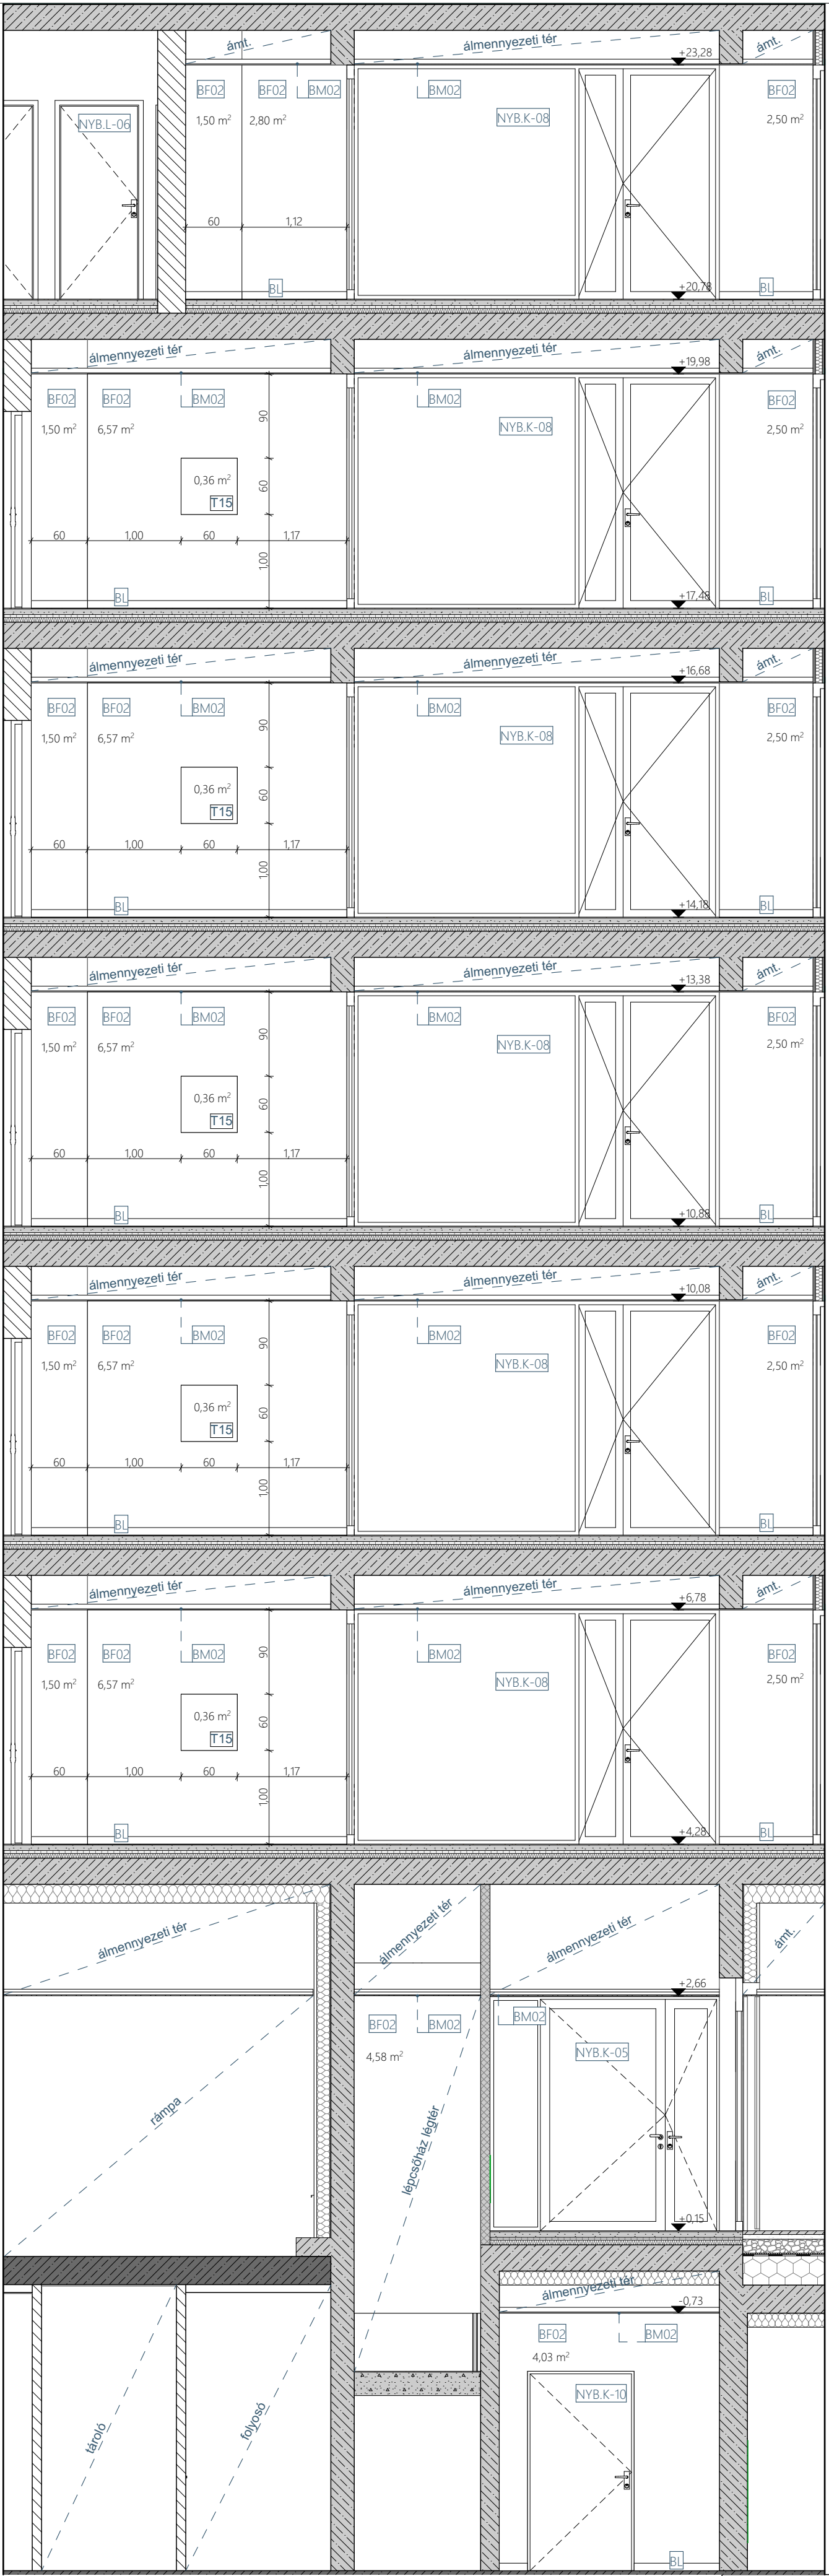 ámt.
álmennyezeti tér
+23,28
ámt.
BF02
BF02
BM02
BM02
BF02
NYB.L-06
1,50 m²
2,80 m²
NYB.K-08
2,50 m²
60
1,12
BL
+20,78
BL
álmennyezeti tér
álmennyezeti tér
+19,98
ámt.
BF02
BF02
BM02
90
BM02
BF02
1,50 m²
6,57 m²
NYB.K-08
2,50 m²
0,36 m²
60
T15
60
1,00
60
1,17
1,00
BL
+17,48
BL
álmennyezeti tér
álmennyezeti tér
+16,68
ámt.
BF02
BF02
BM02
90
BM02
BF02
1,50 m²
6,57 m²
NYB.K-08
2,50 m²
0,36 m²
60
T15
60
1,00
60
1,17
1,00
BL
+14,18
BL
álmennyezeti tér
álmennyezeti tér
+13,38
ámt.
BF02
BF02
BM02
90
BM02
BF02
1,50 m²
6,57 m²
NYB.K-08
2,50 m²
0,36 m²
60
T15
60
1,00
60
1,17
1,00
BL
+10,88
BL
álmennyezeti tér
álmennyezeti tér
+10,08
ámt.
BF02
BF02
BM02
90
BM02
BF02
1,50 m²
6,57 m²
NYB.K-08
2,50 m²
0,36 m²
60
T15
60
1,00
60
1,17
1,00
BL
BL
álmennyezeti tér
álmennyezeti tér
+6,78
ámt.
BF02
BF02
BM02
90
BM02
BF02
1,50 m²
6,57 m²
NYB.K-08
2,50 m²
0,36 m²
60
T15
60
1,00
60
1,17
1,00
BL
+4,28
BL
álmennyezeti tér
álmennyezeti tér
álmennyezeti tér
ámt.
+2,66
BF02
BM02
BM02
4,58 m²
NYB.K-05
rámpa
lépcsőház légtér
+0,15
álmennyezeti tér
-0,73
BF02
BM02
4,03 m²
NYB.K-10
tároló
folyosó
BL